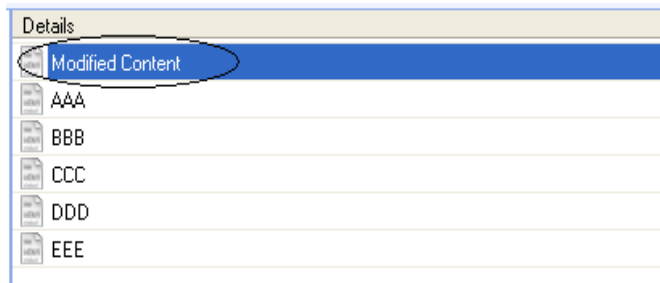 Details
Modified Content
AAA
BBB
CCC
DDD
EEE